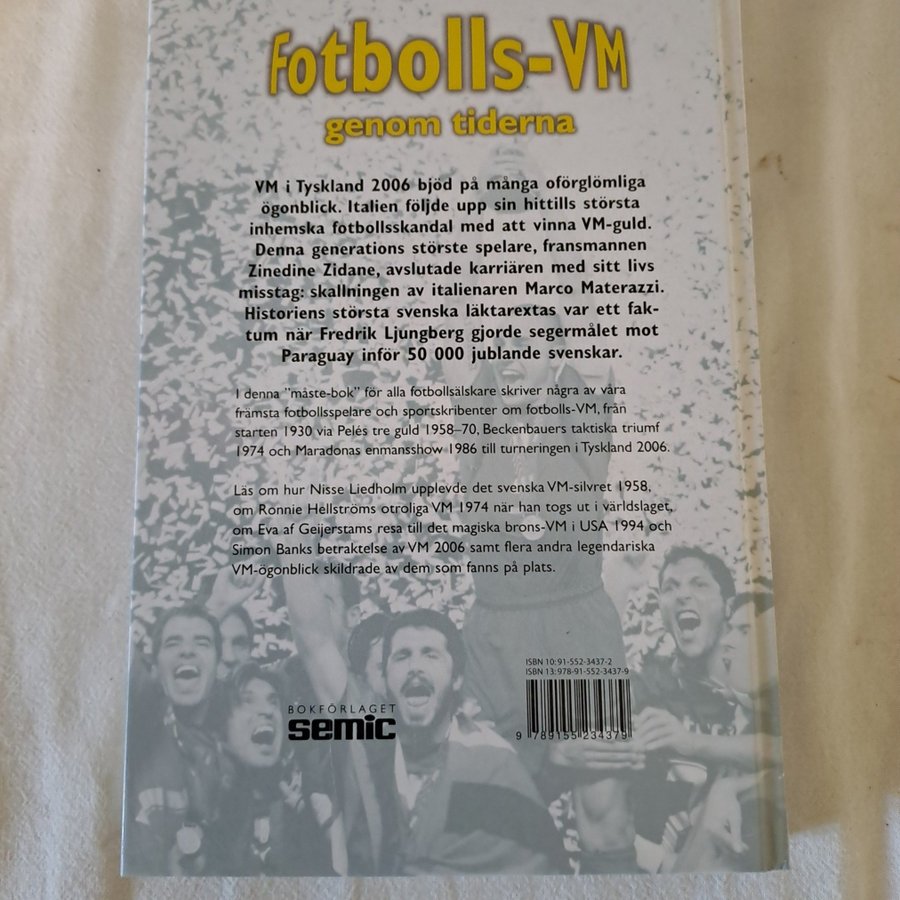 Fotbolls-VM
genom tiderna
VM i Tyskland 2006 bjöd på många oförglömliga
ögonblick. Italien följde upp sin hittills största
inhemska fotbollsskandal med att vinna VM-guld.
Denna generations störste spelare, fransmannen
Zinedine Zidane, avslutade karriären med sitt livs
misstag: skallningen av italienaren Marco Materazzi.
Historiens största svenska läktarextas var ett fak-
tum när Fredrik Ljungberg gjorde segermålet mot
Paraguay inför 50 000 jublande svenskar.
I denna "måste-bok" för alla fotbollsälskare skriver några av våra
främsta fotbollsspelare och sportskribenter om fotbolls-VM, från
starten 1930 via Pelés tre guld 1958–70, Beckenbauers taktiska triumf
1974 och Maradonas enmansshow 1986 till turneringen i Tyskland 2006.
Läs om hur Nisse Liedholm upplevde det svenska VM-silvret 1958,
om Ronnie Hellströms otroliga VM 1974 när han togs ut i världslaget,
om Eva af Geijerstams resa till det magiska brons-VM i USA 1994 och
Simon Banks betraktelse av VM 2006 samt flera andra legendariska
VM-ögonblick skildrade av dem som fanns på plats.
ISBN 10: 91-552-3437-2
ISBN 13: 978-91-552-3437-9
BOKFÖRLAGET
semic
9 789155 234379